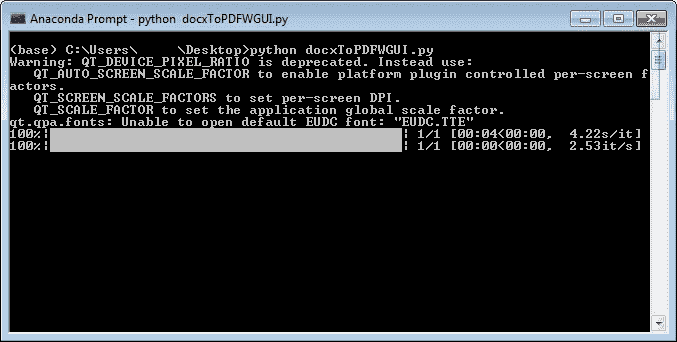 Anaconda Prompt - python  docxToPDFWGUI.py
(base) C:\Users\     \Desktop>python docxToPDFWGUI.py
Warning: QT_DEVICE_PIXEL_RATIO is deprecated. Instead use:
   QT_AUTO_SCREEN_SCALE_FACTOR to enable platform plugin controlled per-screen f
actors.
   QT_SCREEN_SCALE_FACTORS to set per-screen DPI.
   QT_SCALE_FACTOR to set the application global scale factor.
qt.qpa.fonts: Unable to open default EUDC font: "EUDC.TTE"
100%|                                            | 1/1 [00:04<00:00,  4.22s/it]
100%|                                            | 1/1 [00:00<00:00,  2.53it/s]